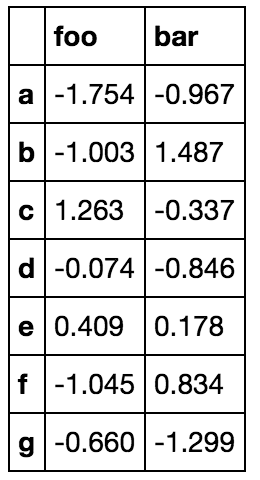 foo bar
a -1.754 -0.967
b -1.003 1.487
c 1.263 -0.337
d -0.074 -0.846
e 0.409 0.178
f -1.045 0.834
g -0.660 -1.299